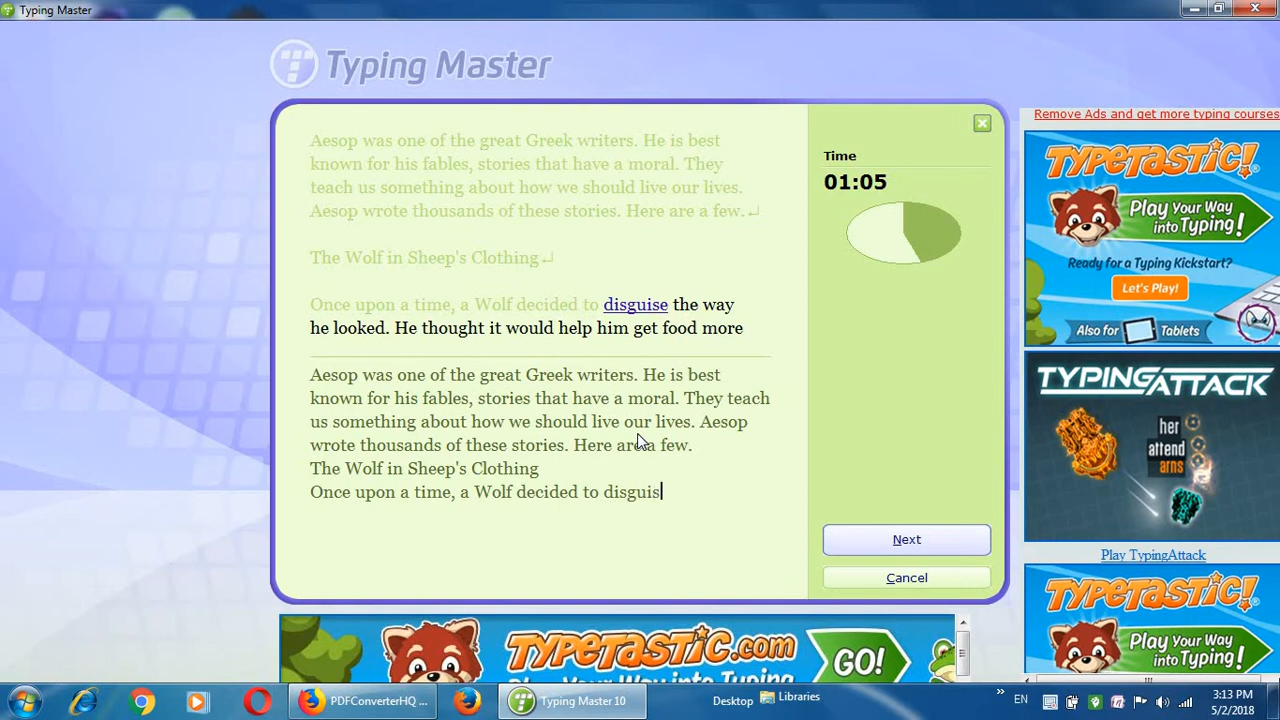 Typing Master
Typing Master
Aesop was one of the great Greek writers. He is best
known for his fables, stories that have a moral. They
teach us something about how we should live our lives.
Aesop wrote thousands of these stories. Here are a few.↵
The Wolf in Sheep's Clothing↵
Once upon a time, a Wolf decided to disguise the way
he looked. He thought it would help him get food more
Aesop was one of the great Greek writers. He is best
known for his fables, stories that have a moral. They teach
us something about how we should live our lives. Aesop
wrote thousands of these stories. Here are a few.
The Wolf in Sheep's Clothing
Once upon a time, a Wolf decided to disguis
Time
01:05
Next
Cancel
Remove Ads and get more typing courses
TYPETASTIC!
Play Your Way
into Typing!
Ready for a Typing Kickstart?
Let's Play!
Also for Tablets
TYPING ATTACK
her
attend
arns
Play TypingAttack
TYPETASTIC!
Play Your Way
into Typing!
TYPETASTIC.com
GO!
PDFConverterHQ ...
Typing Master 10
Desktop
Libraries
»
EN
3:13 PM
5/2/2018